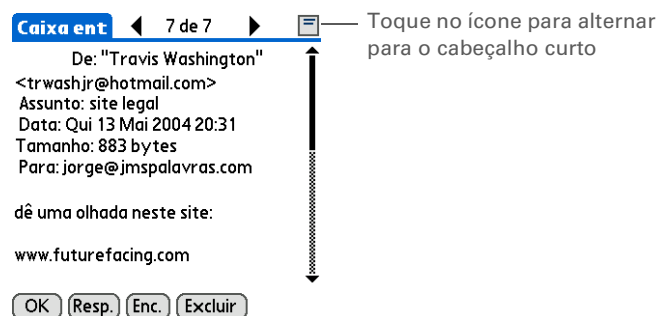 Caixa ent 7 de 7
Toque no ícone para alternar
para o cabeçalho curto
De: "Travis Washington"
<trwashjr@hotmail.com>
Assunto: site legal
Data: Qui 13 Mai 2004 20:31
Tamanho: 883 bytes
Para: jorge@jmspalavras.com
dê uma olhada neste site:
www.futurefacing.com
OK Resp. Enc. Excluir